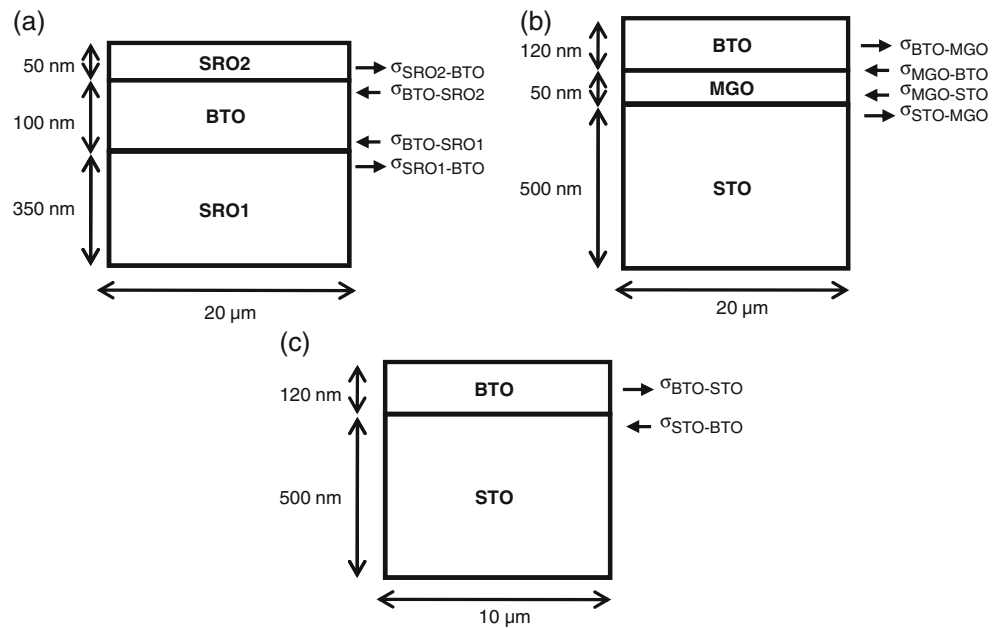 (a)
50 nm
SRO2
σSRO2-BTO
σBTO-SRO2
100 nm
BTO
σBTO-SRO1
σSRO1-BTO
350 nm
SRO1
20 µm
(b)
120 nm
BTO
σBTO-MGO
σMGO-BTO
50 nm
MGO
σMGO-STO
σSTO-MGO
500 nm
STO
20 µm
(c)
120 nm
BTO
σBTO-STO
σSTO-BTO
500 nm
STO
10 µm